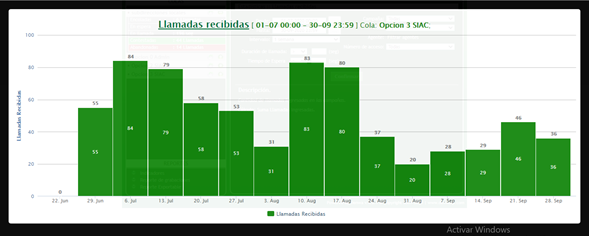 Llamadas recibidas [ 01-07 00:00 - 30-09 23:59 ] Cola: Opcion 3 SIAC;
Llamadas Recibidas
100
80
60
40
20
0
0
55
84
79
58
53
31
83
80
37
20
28
29
46
36
55
84
79
58
53
31
83
80
37
20
28
29
46
36
22. Jun
29. Jun
6. Jul
13. Jul
20. Jul
27. Jul
3. Aug
10. Aug
17. Aug
24. Aug
31. Aug
7. Sep
14. Sep
21. Sep
28. Sep
Llamadas Recibidas
Activar Windows